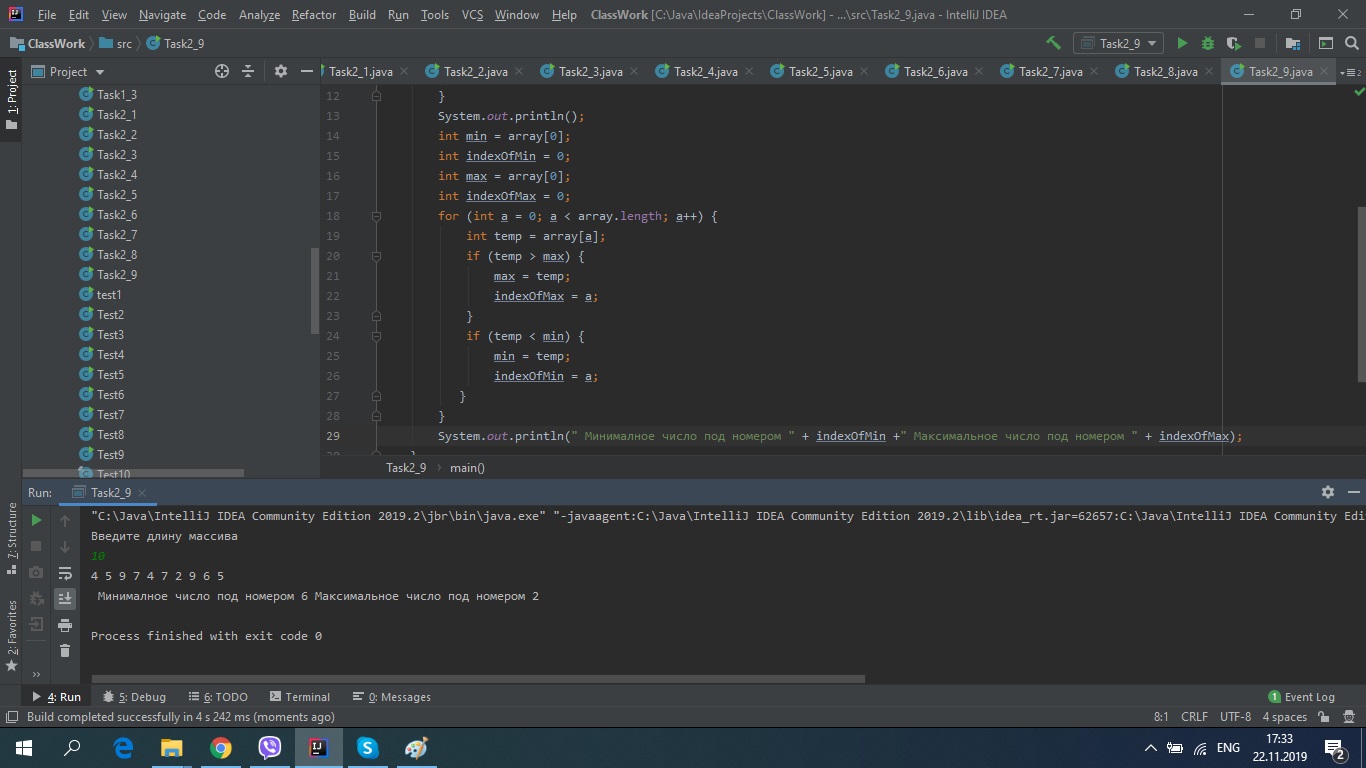 File Edit View Navigate Code Analyze Refactor Build Run Tools VCS Window Help ClassWork [C:\Java\IdeaProjects\ClassWork] - ...\src\Task2_9.java - IntelliJ IDEA
ClassWork src Task2_9 Task2_9
1: Project
Project
Task2_1.java Task2_2.java Task2_3.java Task2_4.java Task2_5.java Task2_6.java Task2_7.java Task2_8.java Task2_9.java 2
Task1_3
Task2_1
Task2_2
Task2_3
Task2_4
Task2_5
Task2_6
Task2_7
Task2_8
Task2_9
test1
Test2
Test3
Test4
Test5
Test6
Test7
Test8
Test9
Test10
12 }
13 System.out.println();
14 int min = array[0];
15 int indexOfMin = 0;
16 int max = array[0];
17 int indexOfMax = 0;
18 for (int a = 0; a < array.length; a++) {
19 int temp = array[a];
20 if (temp > max) {
21 max = temp;
22 indexOfMax = a;
23 }
24 if (temp < min) {
25 min = temp;
26 indexOfMin = a;
27 }
28 }
29 System.out.println(" Минималное число под номером " + indexOfMin +" Максимальное число под номером " + indexOfMax);
Task2_9 main()
Run: Task2_9
"C:\Java\IntelliJ IDEA Community Edition 2019.2\jbr\bin\java.exe" "-javaagent:C:\Java\IntelliJ IDEA Community Edition 2019.2\lib\idea_rt.jar=62657:C:\Java\IntelliJ IDEA Community Edi
Введите длину массива
10
4 5 9 7 4 7 2 9 6 5
Минималное число под номером 6 Максимальное число под номером 2
Process finished with exit code 0
7: Structure
2: Favorites
4: Run 5: Debug 6: TODO Terminal 0: Messages 1 Event Log
Build completed successfully in 4 s 242 ms (moments ago) 8:1 CRLF UTF-8 4 spaces
ENG 17:33
22.11.2019 2